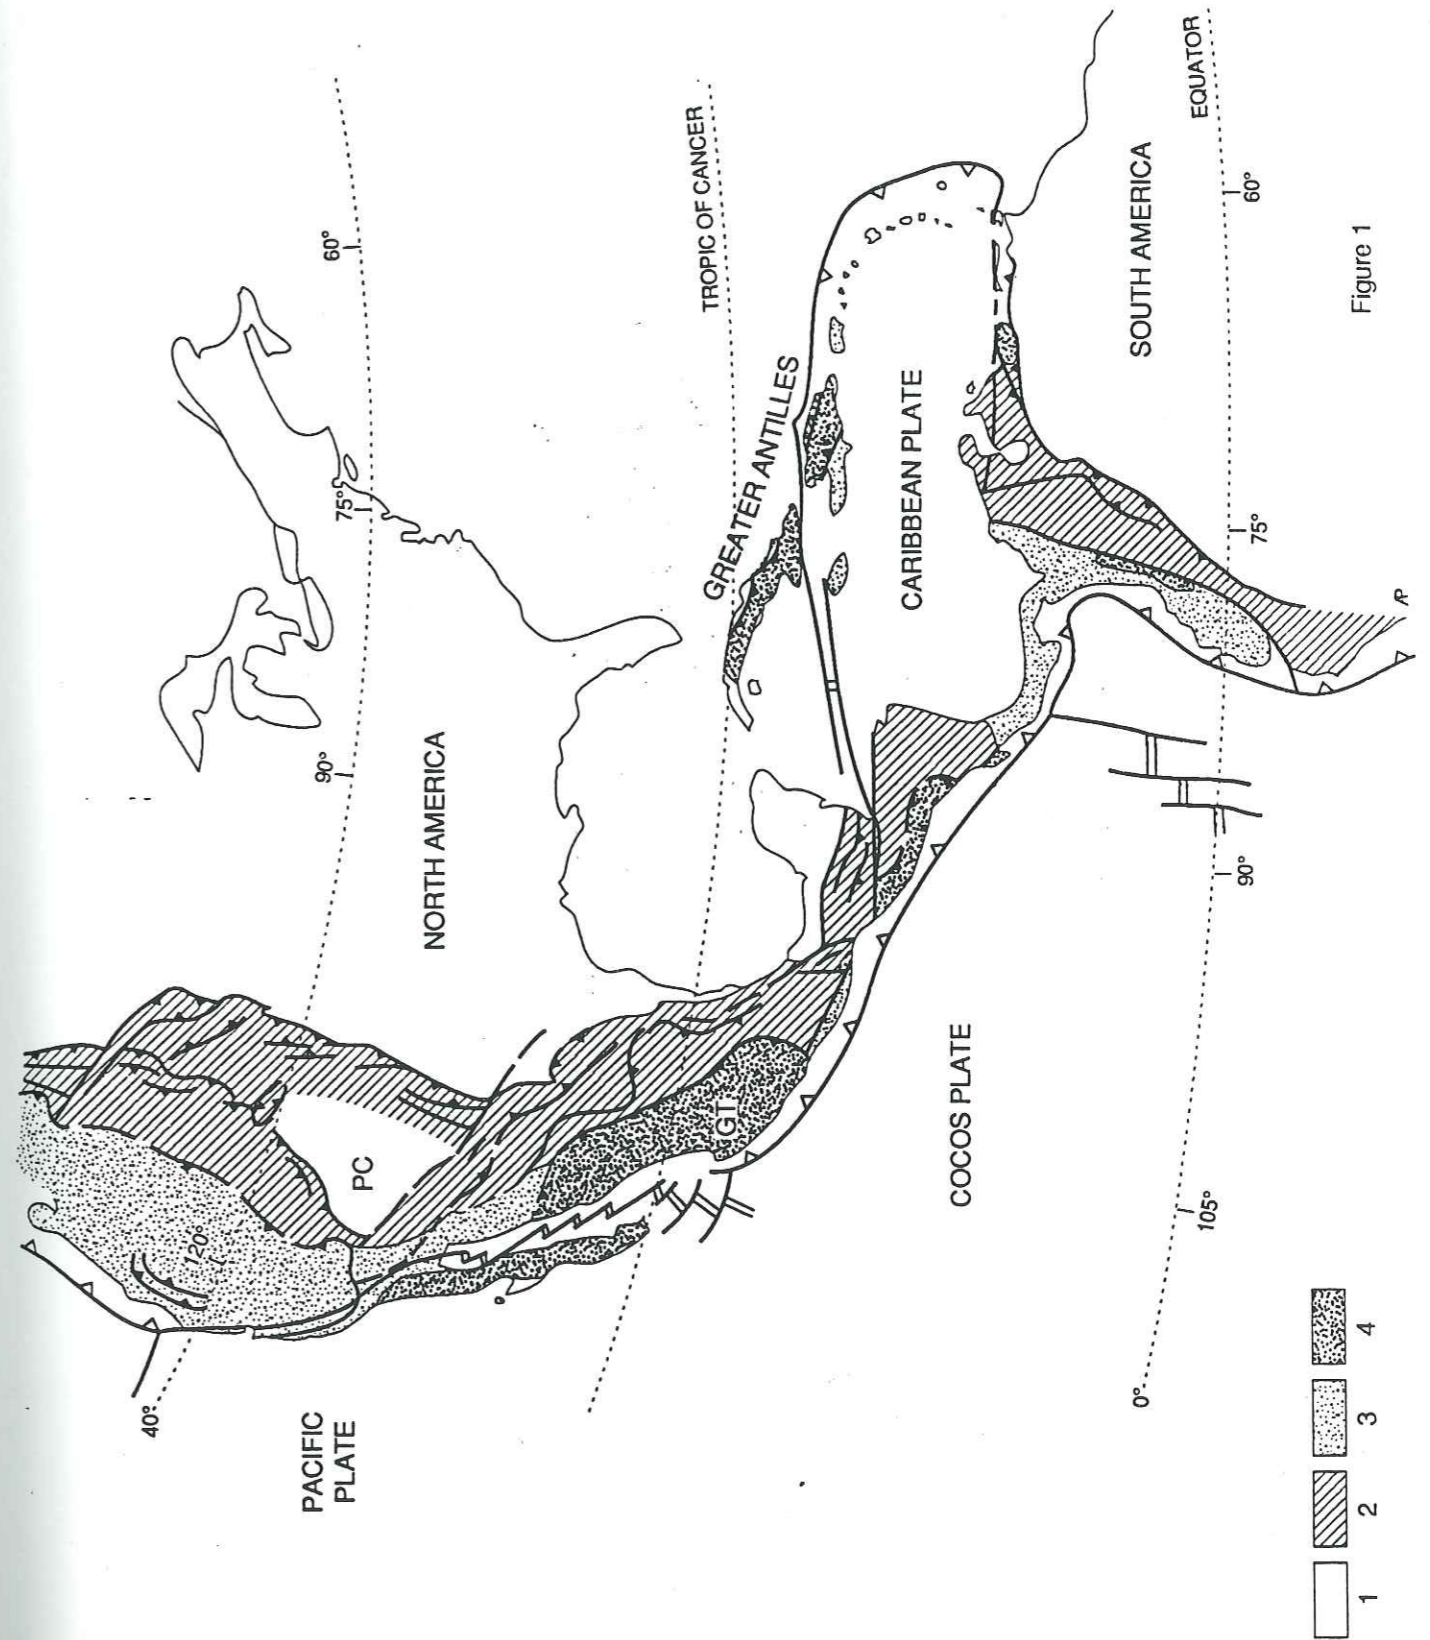 40°
120°
90°
75°
60°
PACIFIC
PLATE
NORTH AMERICA
PC
GT
TROPIC OF CANCER
GREATER ANTILLES
CARIBBEAN PLATE
COCOS PLATE
SOUTH AMERICA
EQUATOR
0°
105°
90°
75°
60°
1
2
3
4
Figure 1